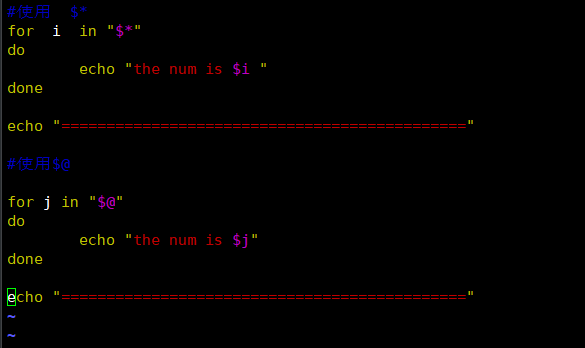 #使用  $*
for  i  in "$*"
do
        echo "the num is $i "
done
echo "============================================="
#使用$@
for j in "$@"
do
        echo "the num is $j"
done
echo "============================================="
~
~